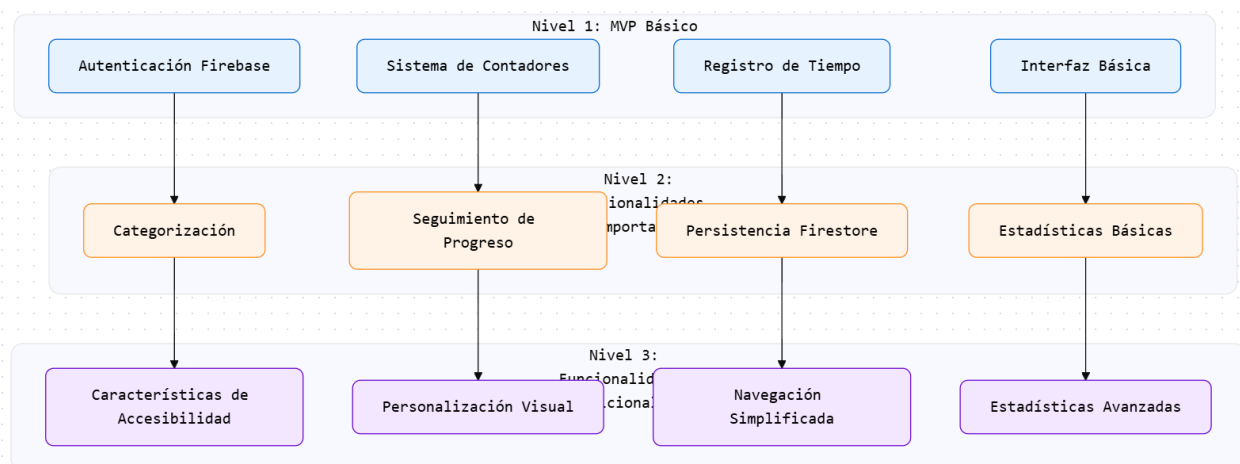 Nivel 1: MVP Básico
Autenticación Firebase
Sistema de Contadores
Registro de Tiempo
Interfaz Básica
Nivel 2:
Categorización
Seguimiento de
Progreso
Persistencia Firestore
Estadísticas Básicas
Nivel 3:
Características de
Accesibilidad
Personalización Visual
Navegación
Simplificada
Estadísticas Avanzadas